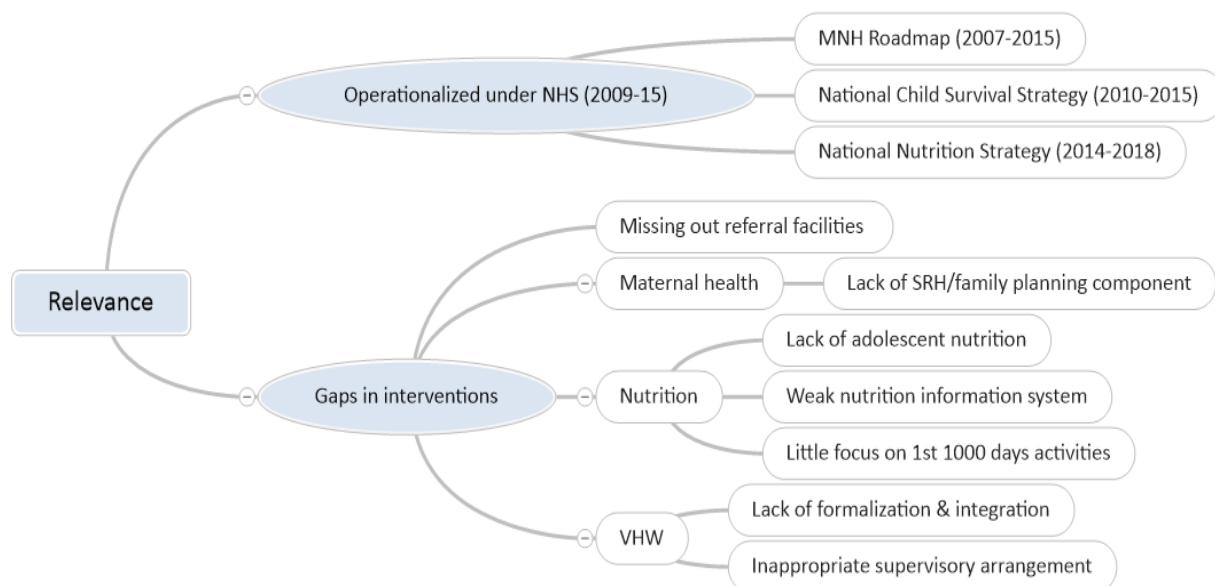 MNH Roadmap (2007-2015)
Operationalized under NHS (2009-15)
National Child Survival Strategy (2010-2015)
National Nutrition Strategy (2014-2018)
Missing out referral facilities
Maternal health
Lack of SRH/family planning component
Relevance
Lack of adolescent nutrition
Gaps in interventions
Nutrition
Weak nutrition information system
Little focus on 1st 1000 days activities
Lack of formalization & integration
VHW
Inappropriate supervisory arrangement